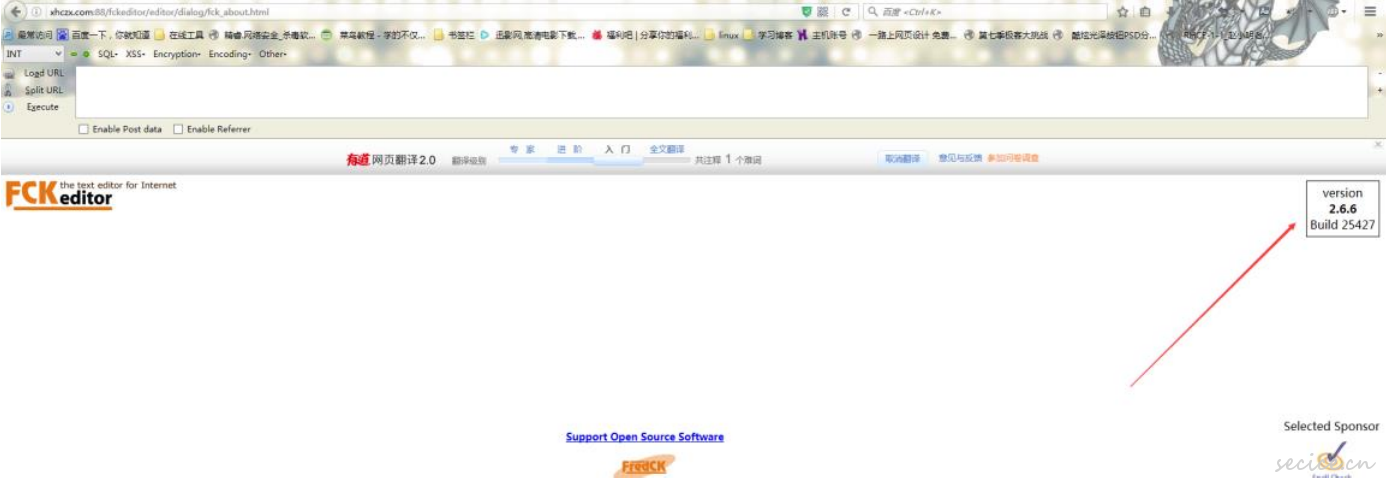 xhczx.com:88/fckeditor/editor/dialog/fck_about.html
百度 <Ctrl+K>
最常访问 百度一下，你就知道 在线工具 精睿,网络安全_杀毒软... 菜鸟教程 - 学的不仅... 书签栏 迅影网,高清电影下载,... 福利吧 | 分享你的福利... linux 学习博客 主机账号 一路上网页设计 免费... 第七季极客大挑战 酷炫光泽按钮PSD分...
INT SQL- XSS- Encryption- Encoding- Other-
Load URL
Split URL
Execute
Enable Post data Enable Referrer
有道 网页翻译2.0 翻译级别 专 家 进 阶 入 门 全文翻译 共注释 1 个难词 取消翻译 意见与反馈 参加问卷调查
FCKeditor the text editor for Internet
version
2.6.6
Build 25427
Selected Sponsor
Support Open Source Software
FredCK
Spell Check